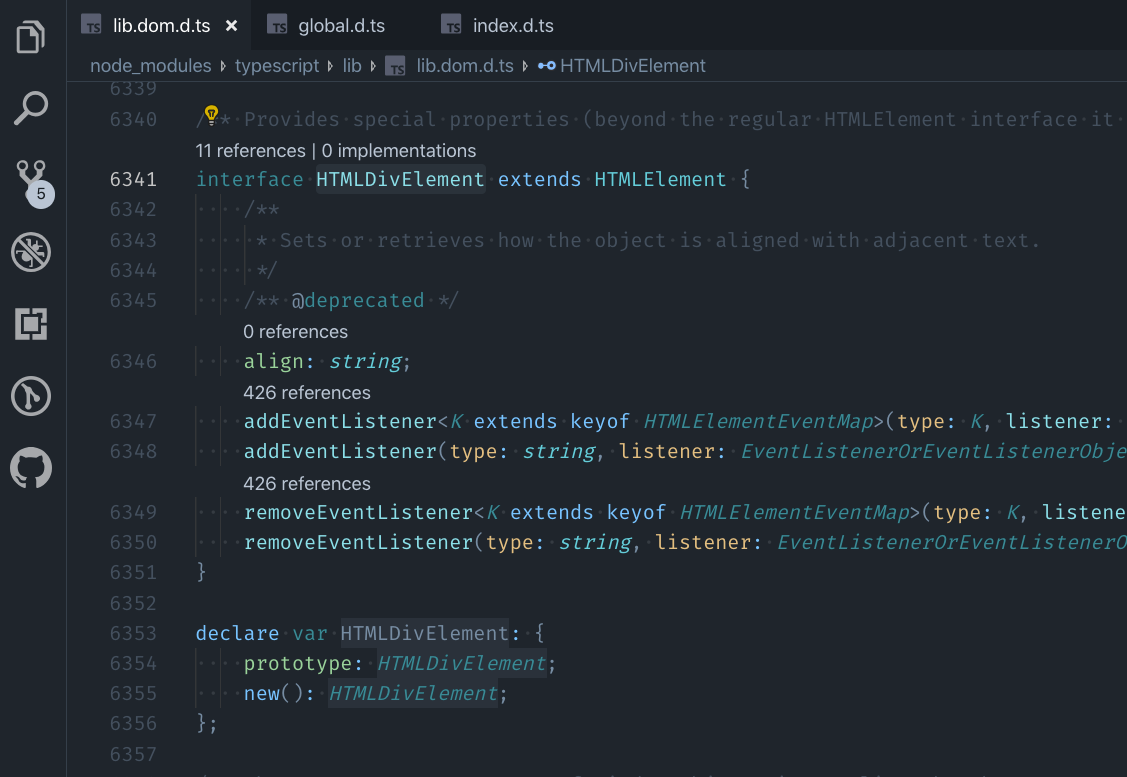 TS lib.dom.d.ts × TS global.d.ts TS index.d.ts
node_modules › typescript › lib › TS lib.dom.d.ts › HTMLDivElement
6339
6340 /** Provides special properties (beyond the regular HTMLElement interface it
11 references | 0 implementations
6341 interface HTMLDivElement extends HTMLElement {
6342 /**
6343 * Sets or retrieves how the object is aligned with adjacent text.
6344 */
6345 /** @deprecated */
0 references
6346 align: string;
426 references
6347 addEventListener<K extends keyof HTMLElementEventMap>(type: K, listener:
6348 addEventListener(type: string, listener: EventListenerOrEventListenerObje
426 references
6349 removeEventListener<K extends keyof HTMLElementEventMap>(type: K, listene
6350 removeEventListener(type: string, listener: EventListenerOrEventListenerO
6351 }
6352
6353 declare var HTMLDivElement: {
6354 prototype: HTMLDivElement;
6355 new(): HTMLDivElement;
6356 };
6357
5